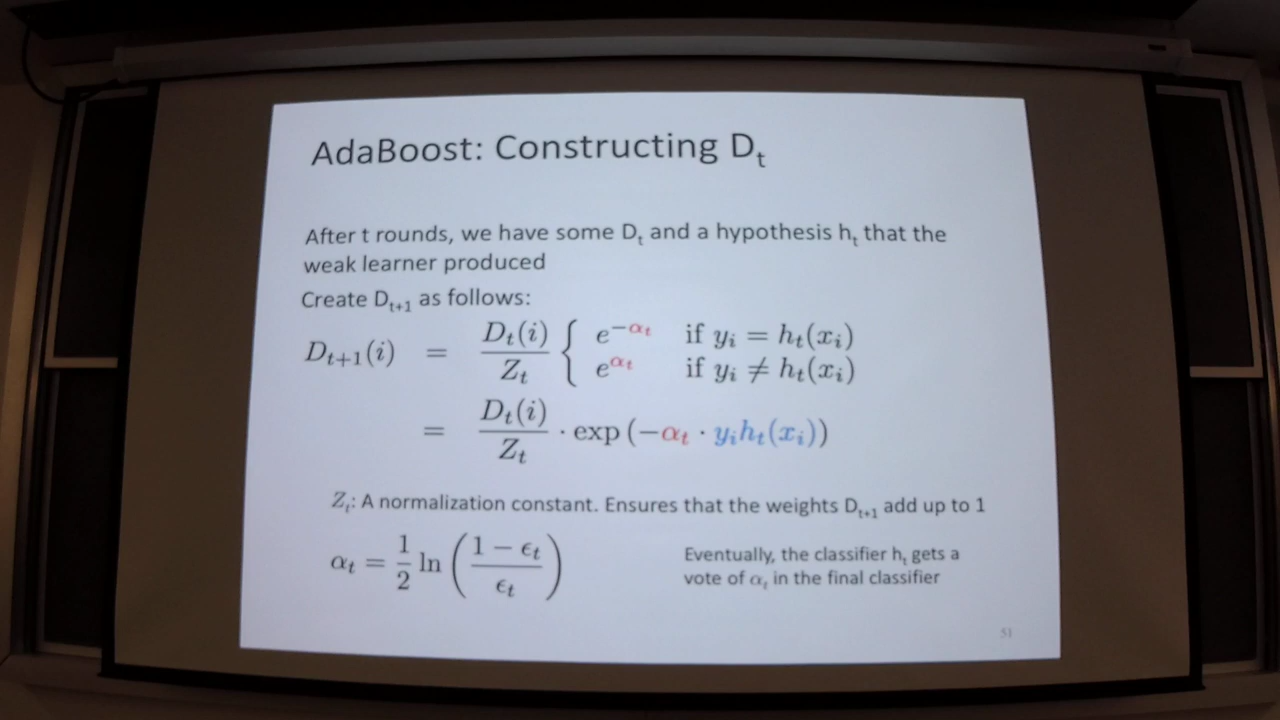 AdaBoost: Constructing Dₜ
After t rounds, we have some Dₜ and a hypothesis hₜ that the
weak learner produced
Create Dₜ₊₁ as follows:
Dₜ₊₁(i) = Dₜ(i)/Zₜ { e^(−αₜ) if yᵢ = hₜ(xᵢ)
e^(αₜ) if yᵢ ≠ hₜ(xᵢ)
= Dₜ(i)/Zₜ · exp (−αₜ · yᵢhₜ(xᵢ))
Zₜ: A normalization constant. Ensures that the weights Dₜ₊₁ add up to 1
αₜ = 1/2 ln ((1 − ϵₜ)/ϵₜ)
Eventually, the classifier hₜ gets a
vote of αₜ in the final classifier
51